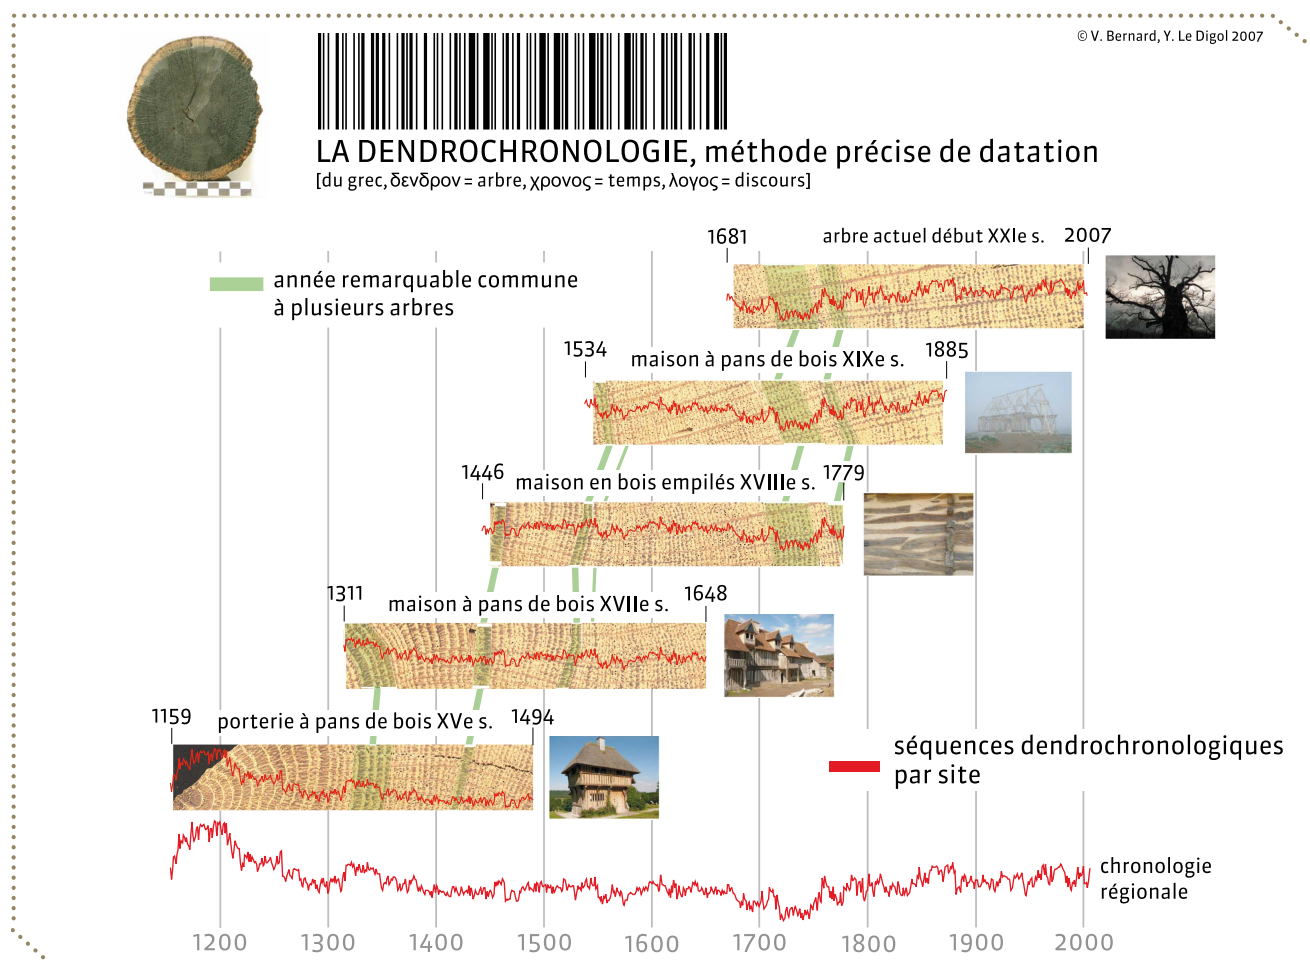 © V. Bernard, Y. Le Digol 2007
LA DENDROCHRONOLOGIE, méthode précise de datation
[du grec, δενδρον = arbre, χρονος = temps, λογος = discours]
1681 arbre actuel début XXIe s. 2007
année remarquable commune
à plusieurs arbres
1534 maison à pans de bois XIXe s. 1885
1446 maison en bois empilés XVIIIe s. 1779
1311 maison à pans de bois XVIIe s. 1648
1159 porterie à pans de bois XVe s. 1494
séquences dendrochronologiques
par site
chronologie
régionale
1200 1300 1400 1500 1600 1700 1800 1900 2000